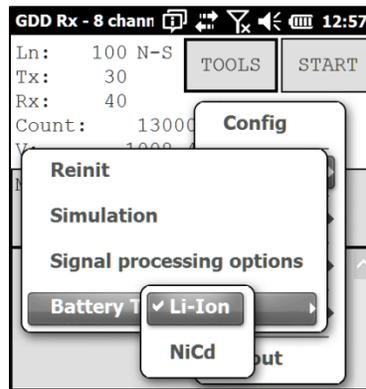 GDD Rx - 8 chann 12:57
Ln: 100 N-S
TOOLS START
Tx: 30
Rx: 40
Count: 13000
Config
Reinit
Simulation
Signal processing options
Battery T
Li-Ion
NiCd